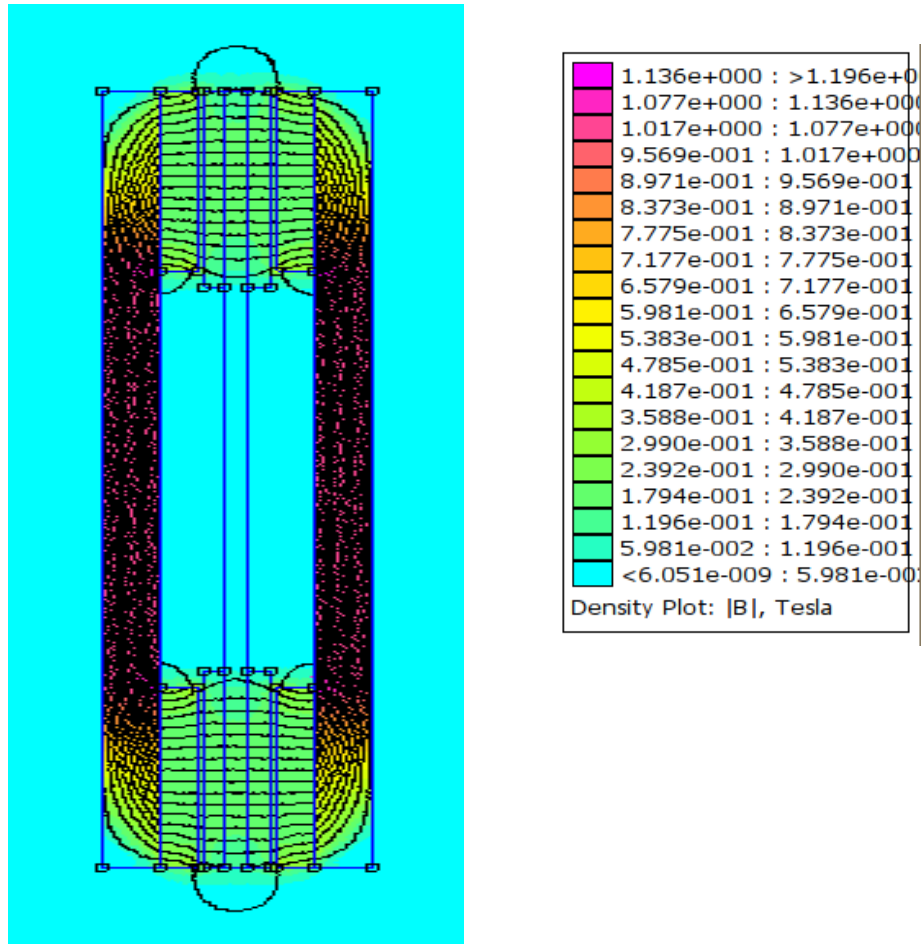 1.136e+000 : >1.196e+0
1.077e+000 : 1.136e+000
1.017e+000 : 1.077e+000
9.569e-001 : 1.017e+000
8.971e-001 : 9.569e-001
8.373e-001 : 8.971e-001
7.775e-001 : 8.373e-001
7.177e-001 : 7.775e-001
6.579e-001 : 7.177e-001
5.981e-001 : 6.579e-001
5.383e-001 : 5.981e-001
4.785e-001 : 5.383e-001
4.187e-001 : 4.785e-001
3.588e-001 : 4.187e-001
2.990e-001 : 3.588e-001
2.392e-001 : 2.990e-001
1.794e-001 : 2.392e-001
1.196e-001 : 1.794e-001
5.981e-002 : 1.196e-001
<6.051e-009 : 5.981e-00
Density Plot: |B|, Tesla